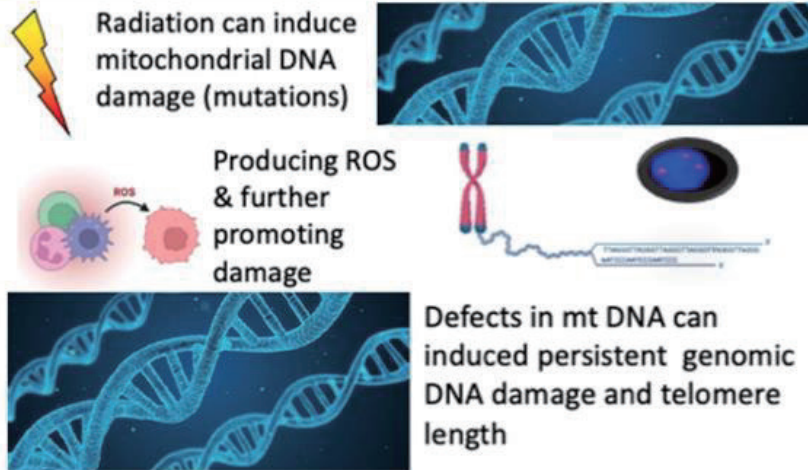 Radiation can induce
mitochondrial DNA
damage (mutations)
ROS
Producing ROS
& further
promoting
damage
Defects in mt DNA can
induced persistent genomic
DNA damage and telomere
length